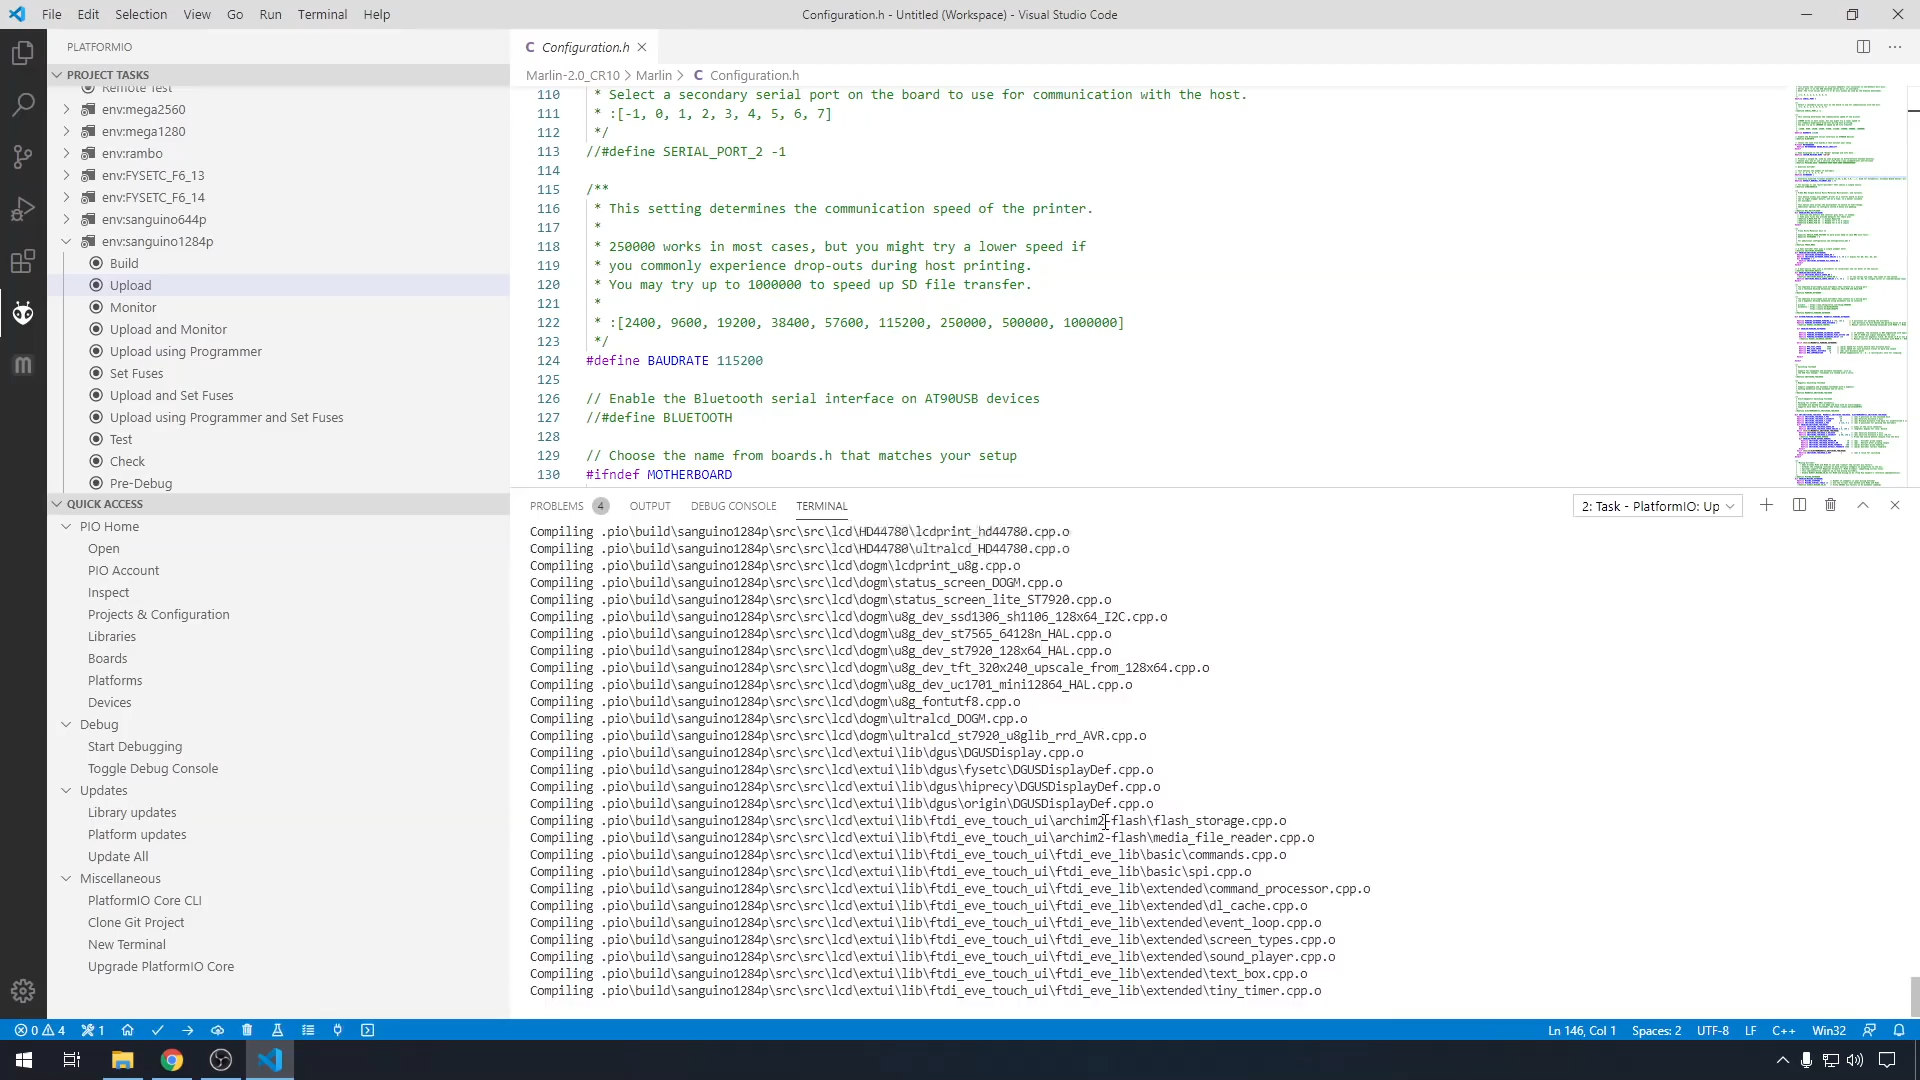 File Edit Selection View Go Run Terminal Help
Configuration.h - Untitled (Workspace) - Visual Studio Code
PLATFORMIO
PROJECT TASKS
Remote Test
env:mega2560
env:mega1280
env:rambo
env:FYSETC_F6_13
env:FYSETC_F6_14
env:sanguino644p
env:sanguino1284p
Build
Upload
Monitor
Upload and Monitor
Upload using Programmer
Set Fuses
Upload and Set Fuses
Upload using Programmer and Set Fuses
Test
Check
Pre-Debug
QUICK ACCESS
PIO Home
Open
PIO Account
Inspect
Projects & Configuration
Libraries
Boards
Platforms
Devices
Debug
Start Debugging
Toggle Debug Console
Updates
Library updates
Platform updates
Update All
Miscellaneous
PlatformIO Core CLI
Clone Git Project
New Terminal
Upgrade PlatformIO Core
C Configuration.h
Marlin-2.0_CR10 > Marlin > C Configuration.h
110 * Select a secondary serial port on the board to use for communication with the host.
111 * :[-1, 0, 1, 2, 3, 4, 5, 6, 7]
112 */
113 //#define SERIAL_PORT_2 -1
114
115 /**
116 * This setting determines the communication speed of the printer.
117 *
118 * 250000 works in most cases, but you might try a lower speed if
119 * you commonly experience drop-outs during host printing.
120 * You may try up to 1000000 to speed up SD file transfer.
121 *
122 * :[2400, 9600, 19200, 38400, 57600, 115200, 250000, 500000, 1000000]
123 */
124 #define BAUDRATE 115200
125
126 // Enable the Bluetooth serial interface on AT90USB devices
127 //#define BLUETOOTH
128
129 // Choose the name from boards.h that matches your setup
130 #ifndef MOTHERBOARD
PROBLEMS 4 OUTPUT DEBUG CONSOLE TERMINAL
2: Task - PlatformIO: Up
Compiling .pio\build\sanguino1284p\src\src\lcd\HD44780\lcdprint_hd44780.cpp.o
Compiling .pio\build\sanguino1284p\src\src\lcd\HD44780\ultralcd_HD44780.cpp.o
Compiling .pio\build\sanguino1284p\src\src\lcd\dogm\lcdprint_u8g.cpp.o
Compiling .pio\build\sanguino1284p\src\src\lcd\dogm\status_screen_DOGM.cpp.o
Compiling .pio\build\sanguino1284p\src\src\lcd\dogm\status_screen_lite_ST7920.cpp.o
Compiling .pio\build\sanguino1284p\src\src\lcd\dogm\u8g_dev_ssd1306_sh1106_128x64_I2C.cpp.o
Compiling .pio\build\sanguino1284p\src\src\lcd\dogm\u8g_dev_st7565_64128n_HAL.cpp.o
Compiling .pio\build\sanguino1284p\src\src\lcd\dogm\u8g_dev_st7920_128x64_HAL.cpp.o
Compiling .pio\build\sanguino1284p\src\src\lcd\dogm\u8g_dev_tft_320x240_upscale_from_128x64.cpp.o
Compiling .pio\build\sanguino1284p\src\src\lcd\dogm\u8g_dev_uc1701_mini12864_HAL.cpp.o
Compiling .pio\build\sanguino1284p\src\src\lcd\dogm\u8g_fontutf8.cpp.o
Compiling .pio\build\sanguino1284p\src\src\lcd\dogm\ultralcd_DOGM.cpp.o
Compiling .pio\build\sanguino1284p\src\src\lcd\dogm\ultralcd_st7920_u8glib_rrd_AVR.cpp.o
Compiling .pio\build\sanguino1284p\src\src\lcd\extui\lib\dgus\DGUSDisplay.cpp.o
Compiling .pio\build\sanguino1284p\src\src\lcd\extui\lib\dgus\fysetc\DGUSDisplayDef.cpp.o
Compiling .pio\build\sanguino1284p\src\src\lcd\extui\lib\dgus\hiprecy\DGUSDisplayDef.cpp.o
Compiling .pio\build\sanguino1284p\src\src\lcd\extui\lib\dgus\origin\DGUSDisplayDef.cpp.o
Compiling .pio\build\sanguino1284p\src\src\lcd\extui\lib\ftdi_eve_touch_ui\archim2-flash\flash_storage.cpp.o
Compiling .pio\build\sanguino1284p\src\src\lcd\extui\lib\ftdi_eve_touch_ui\archim2-flash\media_file_reader.cpp.o
Compiling .pio\build\sanguino1284p\src\src\lcd\extui\lib\ftdi_eve_touch_ui\ftdi_eve_lib\basic\commands.cpp.o
Compiling .pio\build\sanguino1284p\src\src\lcd\extui\lib\ftdi_eve_touch_ui\ftdi_eve_lib\basic\spi.cpp.o
Compiling .pio\build\sanguino1284p\src\src\lcd\extui\lib\ftdi_eve_touch_ui\ftdi_eve_lib\extended\command_processor.cpp.o
Compiling .pio\build\sanguino1284p\src\src\lcd\extui\lib\ftdi_eve_touch_ui\ftdi_eve_lib\extended\dl_cache.cpp.o
Compiling .pio\build\sanguino1284p\src\src\lcd\extui\lib\ftdi_eve_touch_ui\ftdi_eve_lib\extended\event_loop.cpp.o
Compiling .pio\build\sanguino1284p\src\src\lcd\extui\lib\ftdi_eve_touch_ui\ftdi_eve_lib\extended\screen_types.cpp.o
Compiling .pio\build\sanguino1284p\src\src\lcd\extui\lib\ftdi_eve_touch_ui\ftdi_eve_lib\extended\sound_player.cpp.o
Compiling .pio\build\sanguino1284p\src\src\lcd\extui\lib\ftdi_eve_touch_ui\ftdi_eve_lib\extended\text_box.cpp.o
Compiling .pio\build\sanguino1284p\src\src\lcd\extui\lib\ftdi_eve_touch_ui\ftdi_eve_lib\extended\tiny_timer.cpp.o
0 4 1
Ln 146, Col 1 Spaces: 2 UTF-8 LF C++ Win32